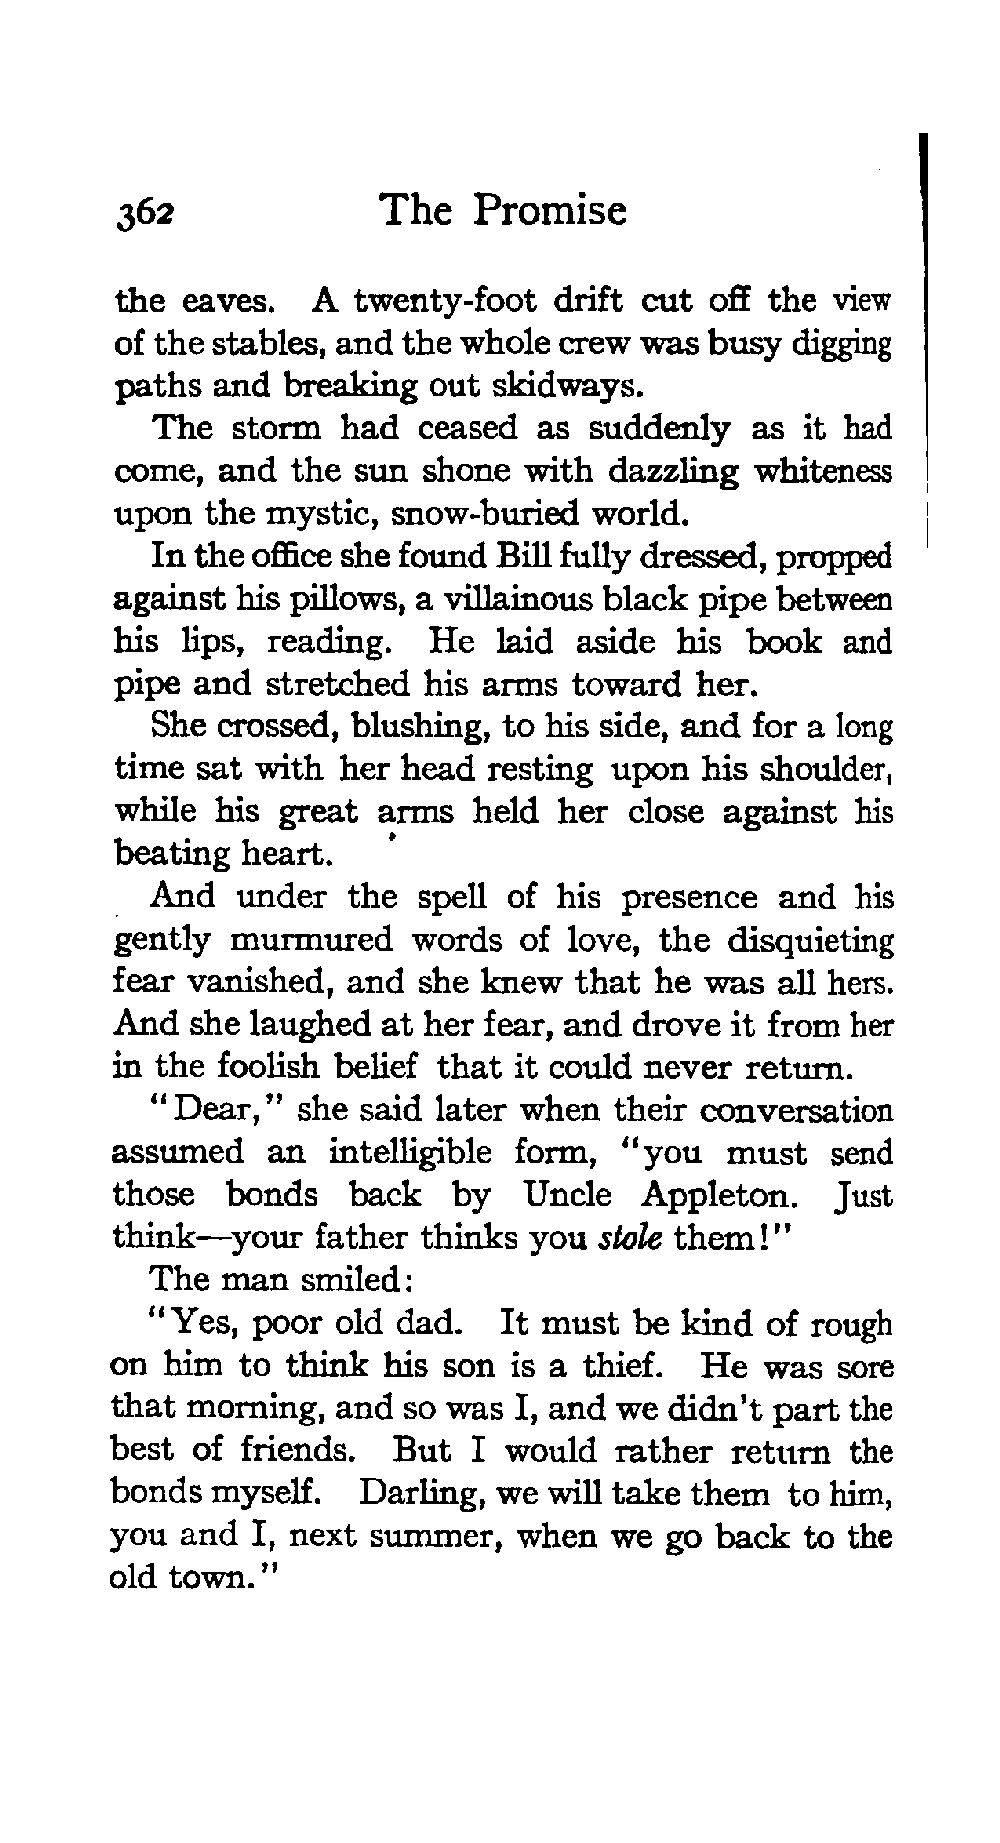 362 The Promise
the eaves. A twenty-foot drift cut off the view
of the stables, and the whole crew was busy digging
paths and breaking out skidways.
The storm had ceased as suddenly as it had
come, and the sun shone with dazzling whiteness
upon the mystic, snow-buried world.
In the office she found Bill fully dressed, propped
against his pillows, a villainous black pipe between
his lips, reading. He laid aside his book and
pipe and stretched his arms toward her.
She crossed, blushing, to his side, and for a long
time sat with her head resting upon his shoulder,
while his great arms held her close against his
beating heart.
And under the spell of his presence and his
gently murmured words of love, the disquieting
fear vanished, and she knew that he was all hers.
And she laughed at her fear, and drove it from her
in the foolish belief that it could never return.
"Dear," she said later when their conversation
assumed an intelligible form, "you must send
those bonds back by Uncle Appleton. Just
think—your father thinks you stole them!"
The man smiled:
"Yes, poor old dad. It must be kind of rough
on him to think his son is a thief. He was sore
that morning, and so was I, and we didn't part the
best of friends. But I would rather return the
bonds myself. Darling, we will take them to him,
you and I, next summer, when we go back to the
old town."